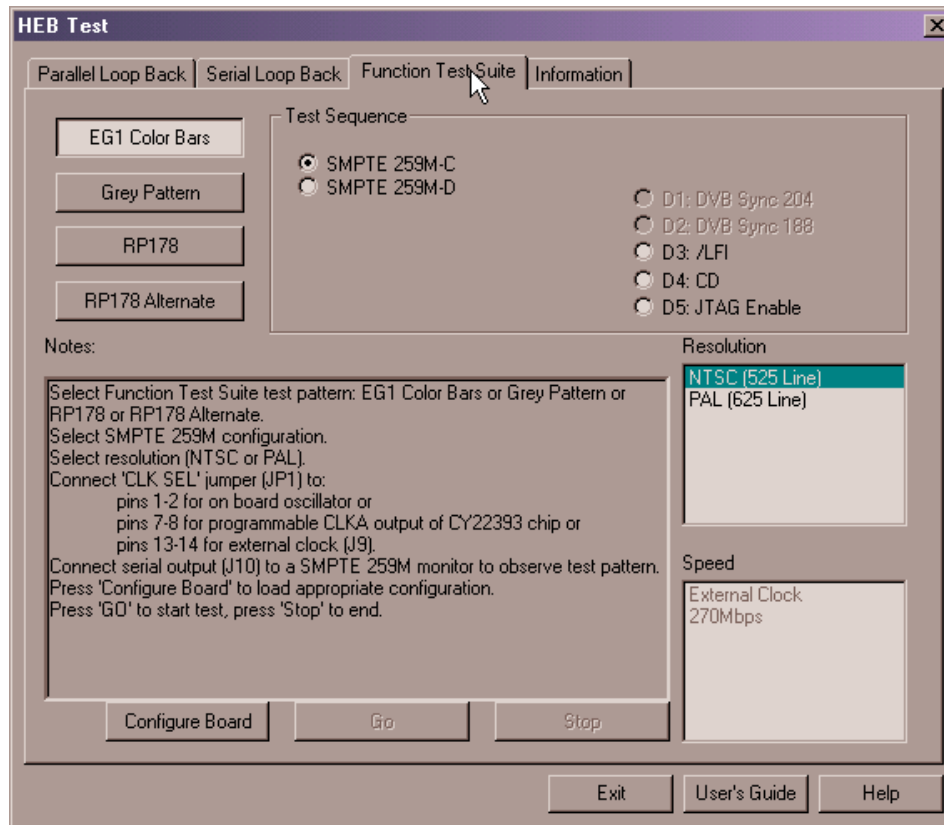 HEB Test
Parallel Loop Back
Serial Loop Back
Function Test Suite
Information
EG1 Color Bars
Grey Pattern
RP178
RP178 Alternate
Test Sequence
SMPTE 259M-C
SMPTE 259M-D
D1: DVB Sync 204
D2: DVB Sync 188
D3: /LFI
D4: CD
D5: JTAG Enable
Notes:
Select Function Test Suite test pattern: EG1 Color Bars or Grey Pattern or
RP178 or RP178 Alternate.
Select SMPTE 259M configuration.
Select resolution (NTSC or PAL).
Connect 'CLK SEL' jumper (JP1) to:
pins 1-2 for on board oscillator or
pins 7-8 for programmable CLKA output of CY22393 chip or
pins 13-14 for external clock (J9).
Connect serial output (J10) to a SMPTE 259M monitor to observe test pattern.
Press 'Configure Board' to load appropriate configuration.
Press 'GO' to start test, press 'Stop' to end.
Resolution
NTSC (525 Line)
PAL (625 Line)
Speed
External Clock
270Mbps
Configure Board
Go
Stop
Exit
User's Guide
Help